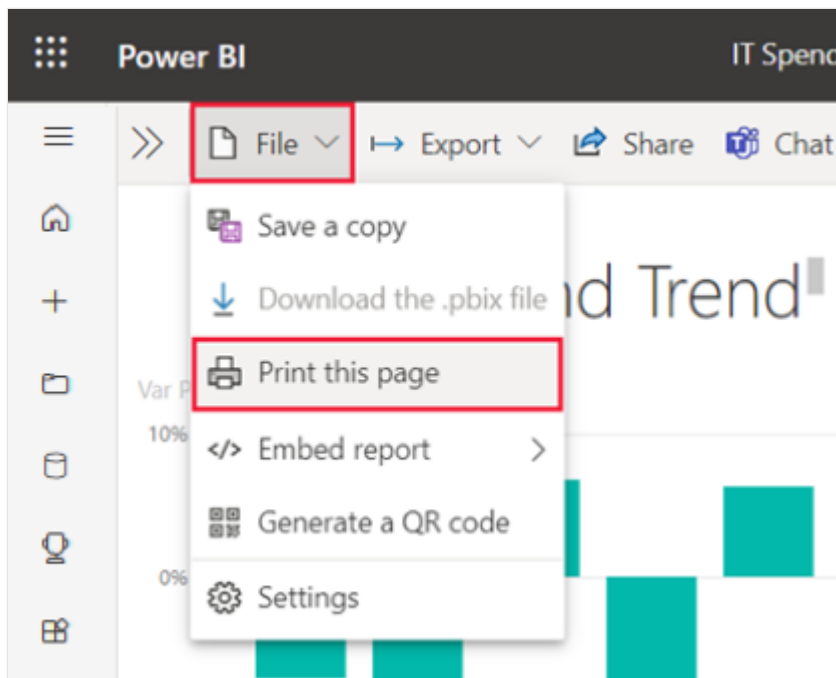 Power BI
IT Spend
File
Export
Share
Chat
Save a copy
Download the .pbix file
Print this page
Embed report
Generate a QR code
Settings
nd Trend
Var P
10%
0%